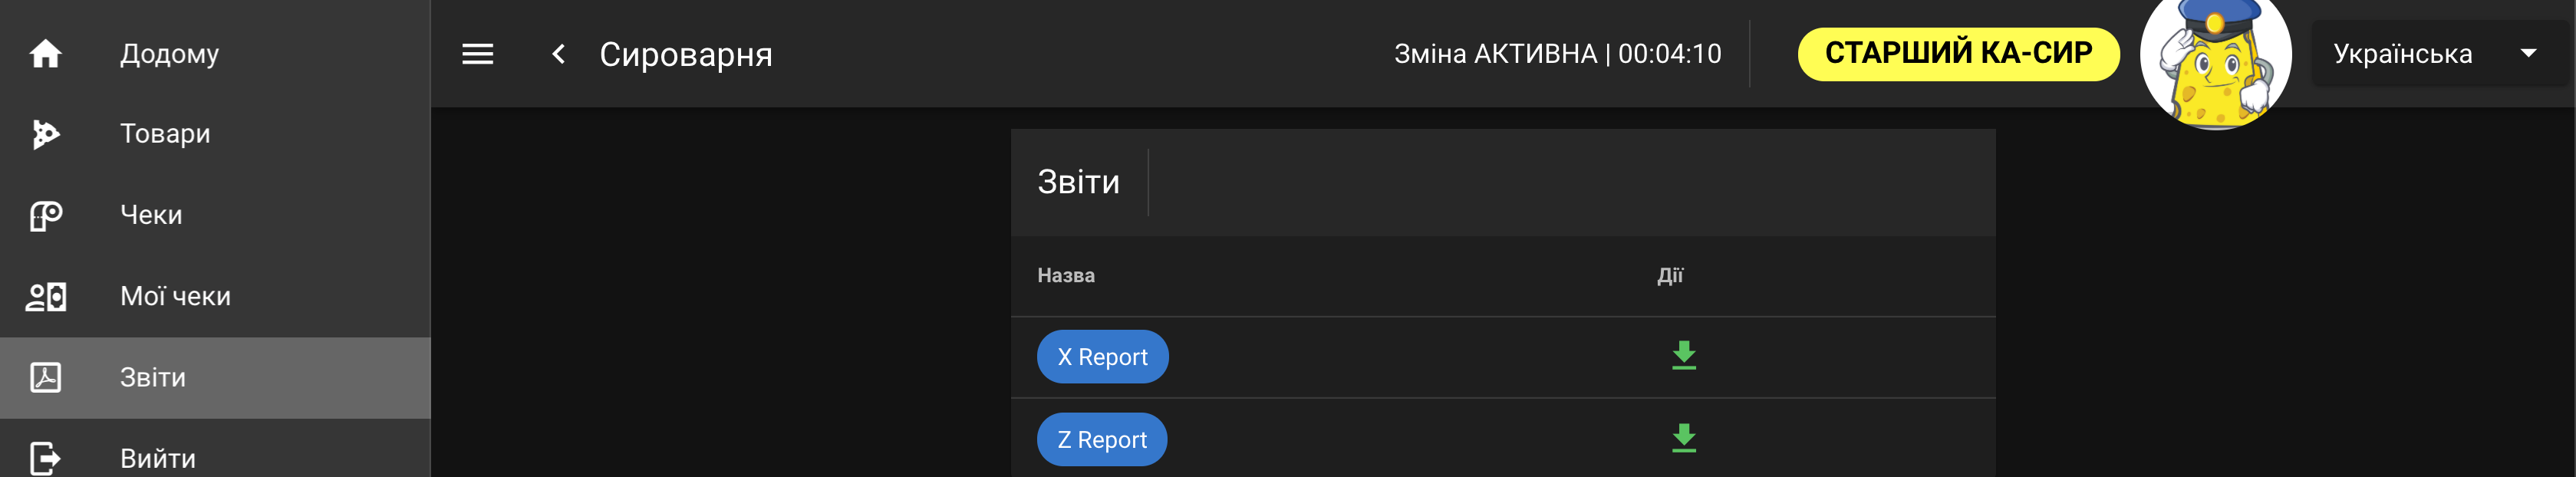 Додому
Товари
Чеки
Мої чеки
Звіти
Вийти
Сироварня
Зміна АКТИВНА | 00:04:10
СТАРШИЙ КА-СИР
Українська
Звіти
Назва Дії
X Report
Z Report